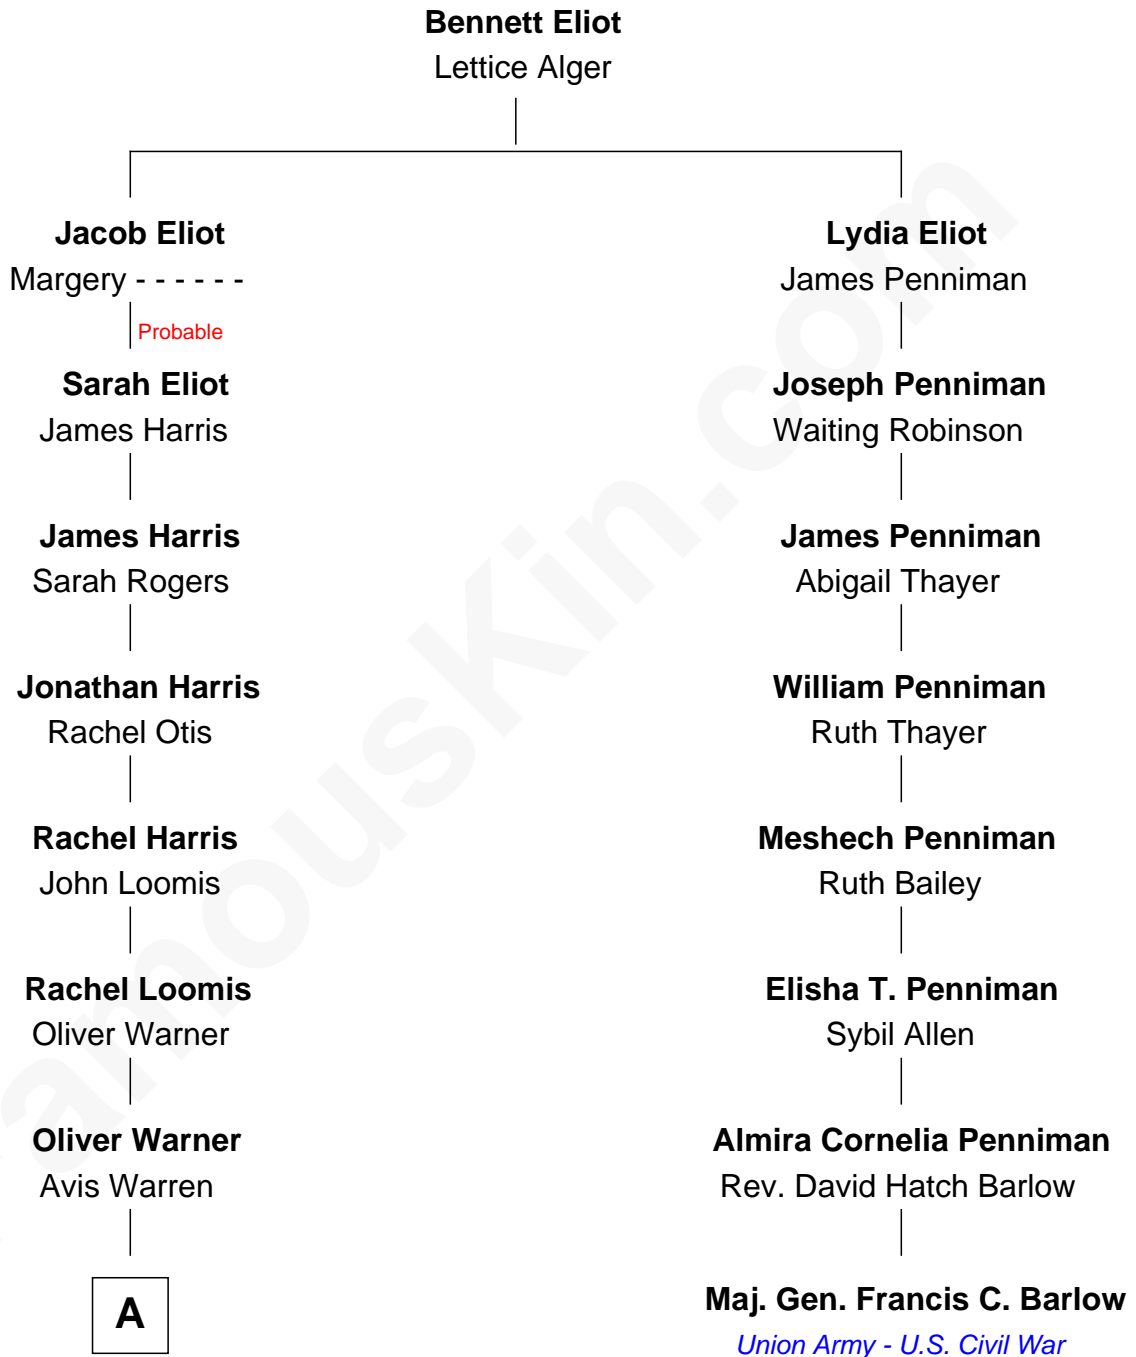 Bennett Eliot
Lettice Alger
Jacob Eliot
Margery - - - - - -
Probable
Sarah Eliot
James Harris
James Harris
Sarah Rogers
Jonathan Harris
Rachel Otis
Rachel Harris
John Loomis
Rachel Loomis
Oliver Warner
Oliver Warner
Avis Warren
A
Lydia Eliot
James Penniman
Joseph Penniman
Waiting Robinson
James Penniman
Abigail Thayer
William Penniman
Ruth Thayer
Meshech Penniman
Ruth Bailey
Elisha T. Penniman
Sybil Allen
Almira Cornelia Penniman
Rev. David Hatch Barlow
Maj. Gen. Francis C. Barlow
Union Army - U.S. Civil War
amousKin.com